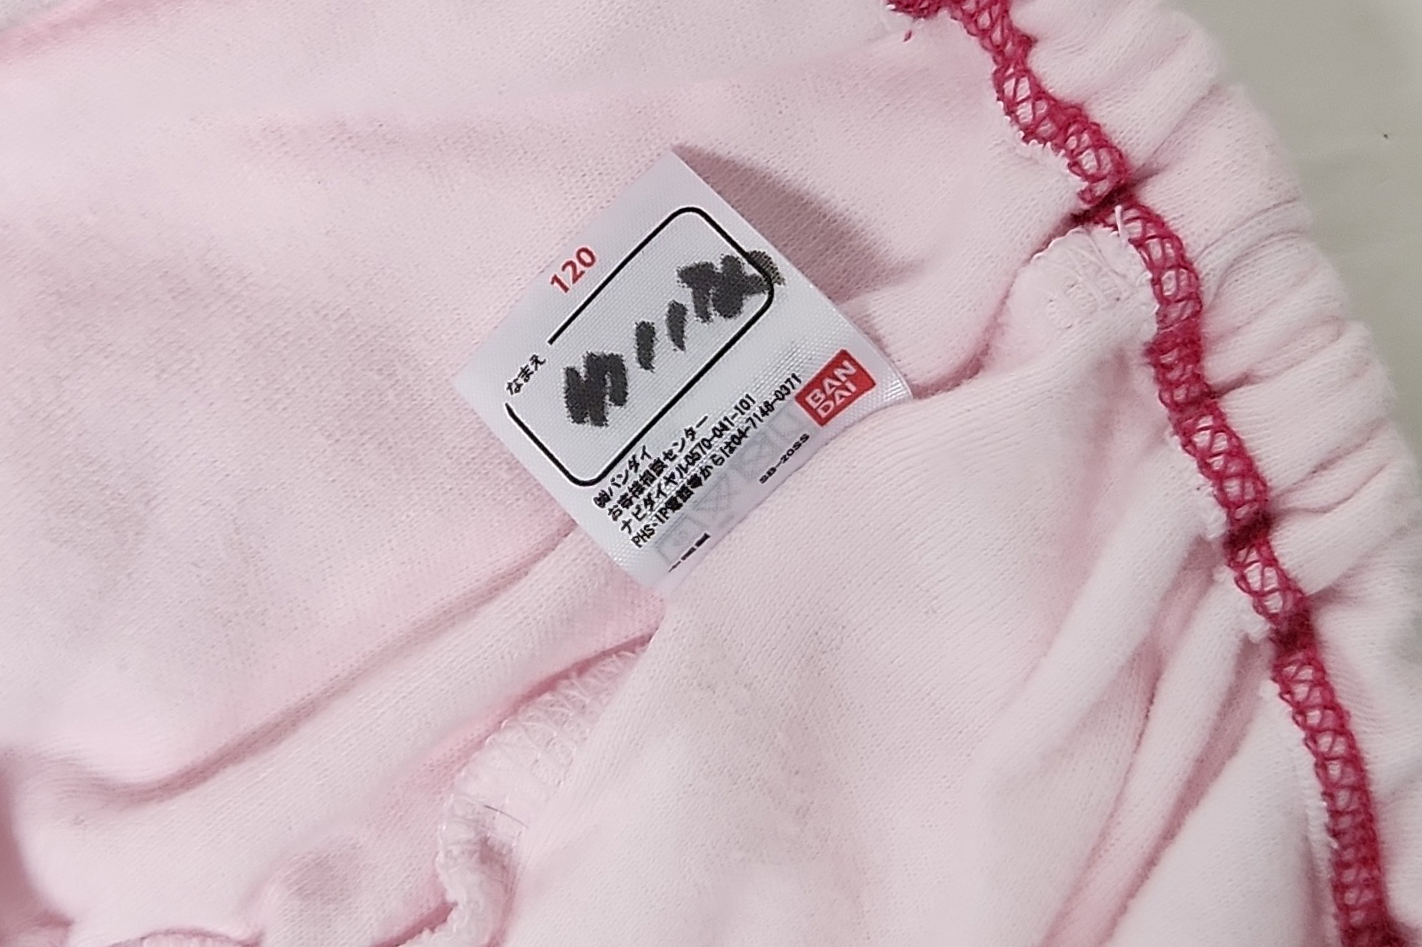 120
なまえ
㈱バンダイ
お客様相談センター
ナビダイヤル0570-041-101
PHS・IP電話等からは04-7146-0371
BAN
DAI
SB-20SS